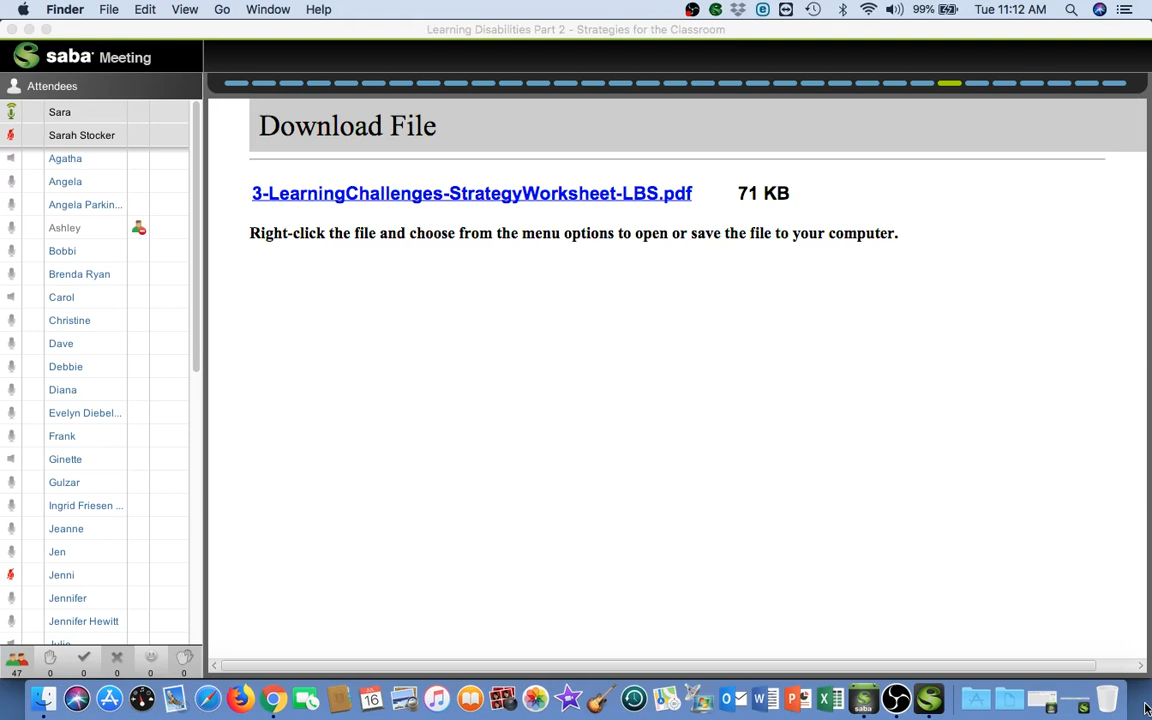 Finder File Edit View Go Window Help 99% Tue 11:12 AM
Learning Disabilities Part 2 - Strategies for the Classroom
saba Meeting
Attendees
Sara
Sarah Stocker
Agatha
Angela
Angela Parkin...
Ashley
Bobbi
Brenda Ryan
Carol
Christine
Dave
Debbie
Diana
Evelyn Diebel...
Frank
Ginette
Gulzar
Ingrid Friesen ...
Jeanne
Jen
Jenni
Jennifer
Jennifer Hewitt
47 0 0 0 0 0
Download File
3-LearningChallenges-StrategyWorksheet-LBS.pdf 71 KB
Right-click the file and choose from the menu options to open or save the file to your computer.
16
saba